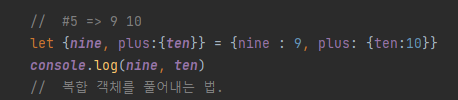 //  #5 => 9 10
let {nine, plus:{ten}} = {nine : 9, plus: {ten:10}}
console.log(nine, ten)
//  복합 객체를 풀어내는 법.